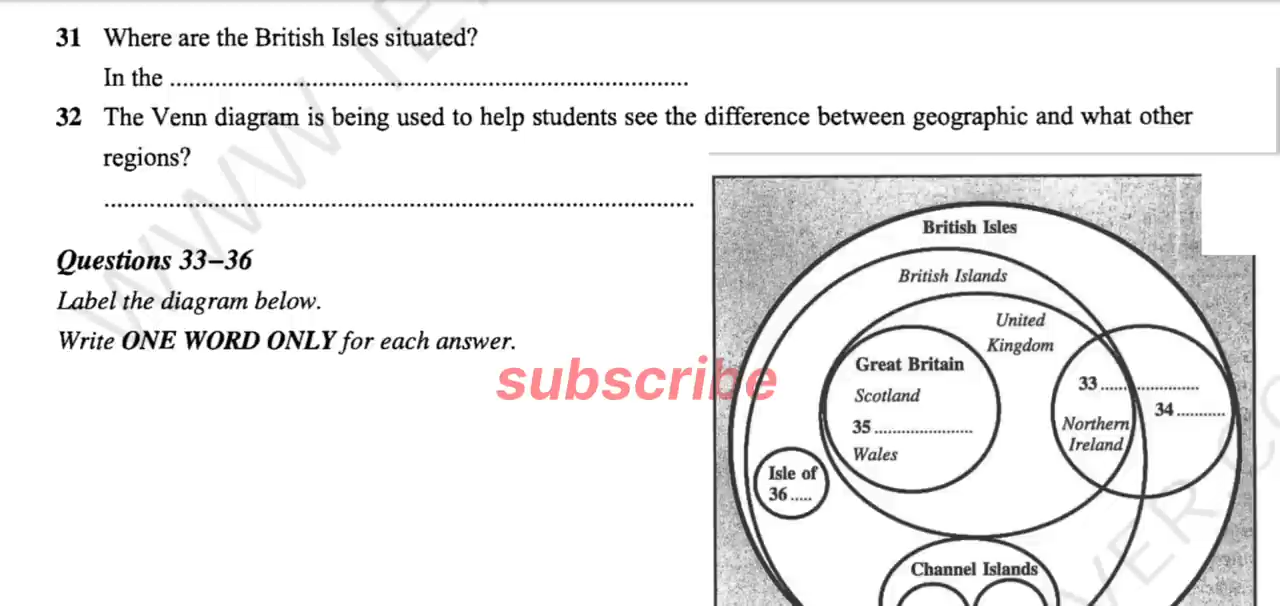 31 Where are the British Isles situated?
In the ................................................................................
32 The Venn diagram is being used to help students see the difference between geographic and what other
regions?
............................................................................................
Questions 33–36
Label the diagram below.
Write ONE WORD ONLY for each answer.
subscribe
British Isles
British Islands
United
Kingdom
Great Britain
Scotland
35 ......................
Wales
33 ......................
34 ...........
Northern
Ireland
Isle of
36 .....
Channel Islands